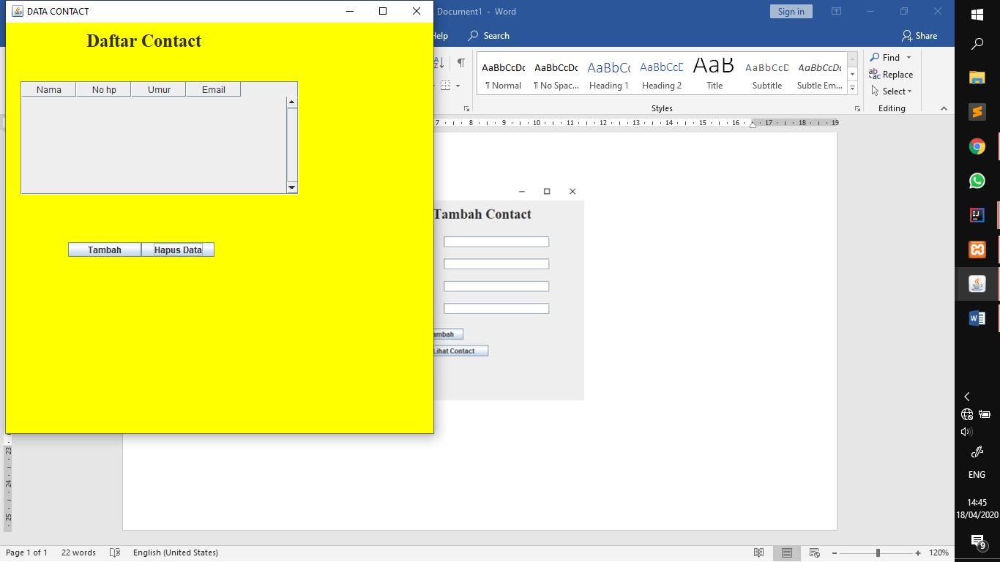 DATA CONTACT
Daftar Contact
Nama No hp Umur Email
Tambah Hapus Data
Document1 - Word
Sign in
Help Search Share
AaBbCcDc AaBbCcDc AaBbCc AaBbCcD AaB AaBbCcD AaBbCcDc
¶ Normal ¶ No Spac... Heading 1 Heading 2 Title Subtitle Subtle Em...
Styles
Find
Replace
Select
Editing
7 8 9 10 11 12 13 14 15 16 17 18 19
Tambah Contact
ambah
Lihat Contact
23
24
25
Page 1 of 1 22 words English (United States) 120%
ENG
14:45
18/04/2020
9